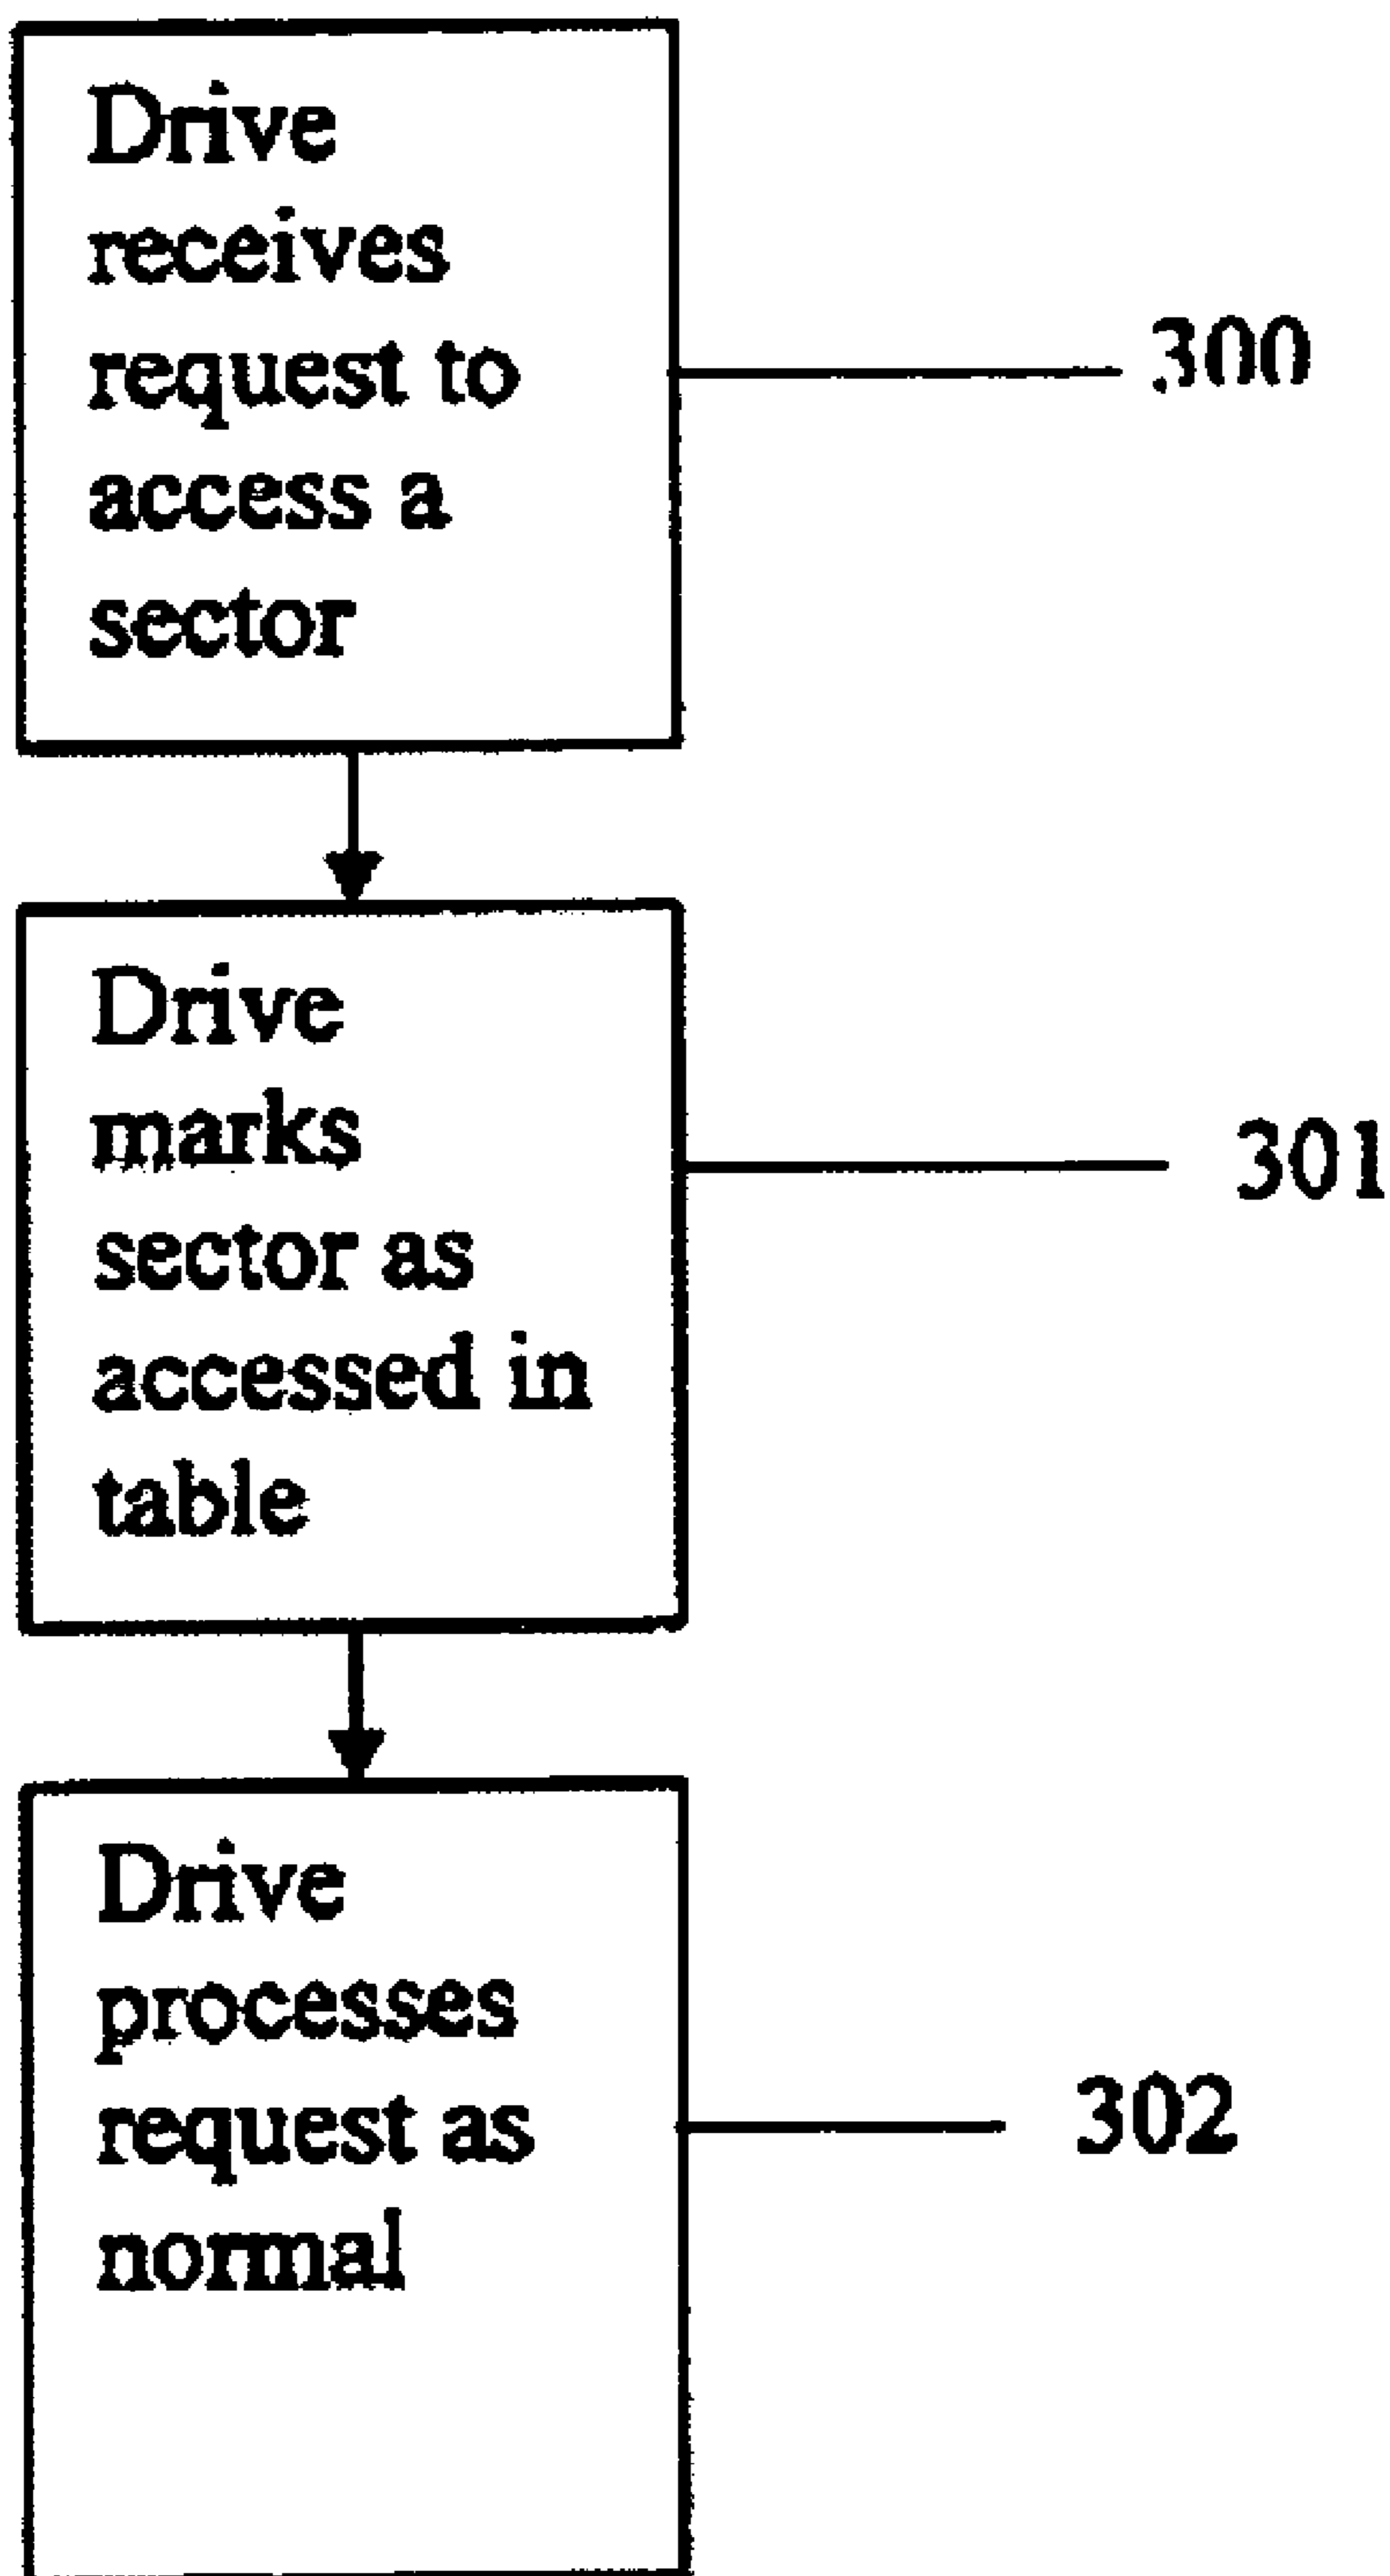 Drive
receives
request to
access a
sector
300
Drive
marks
sector as
accessed in
table
301
Drive
processes
request as
normal
302